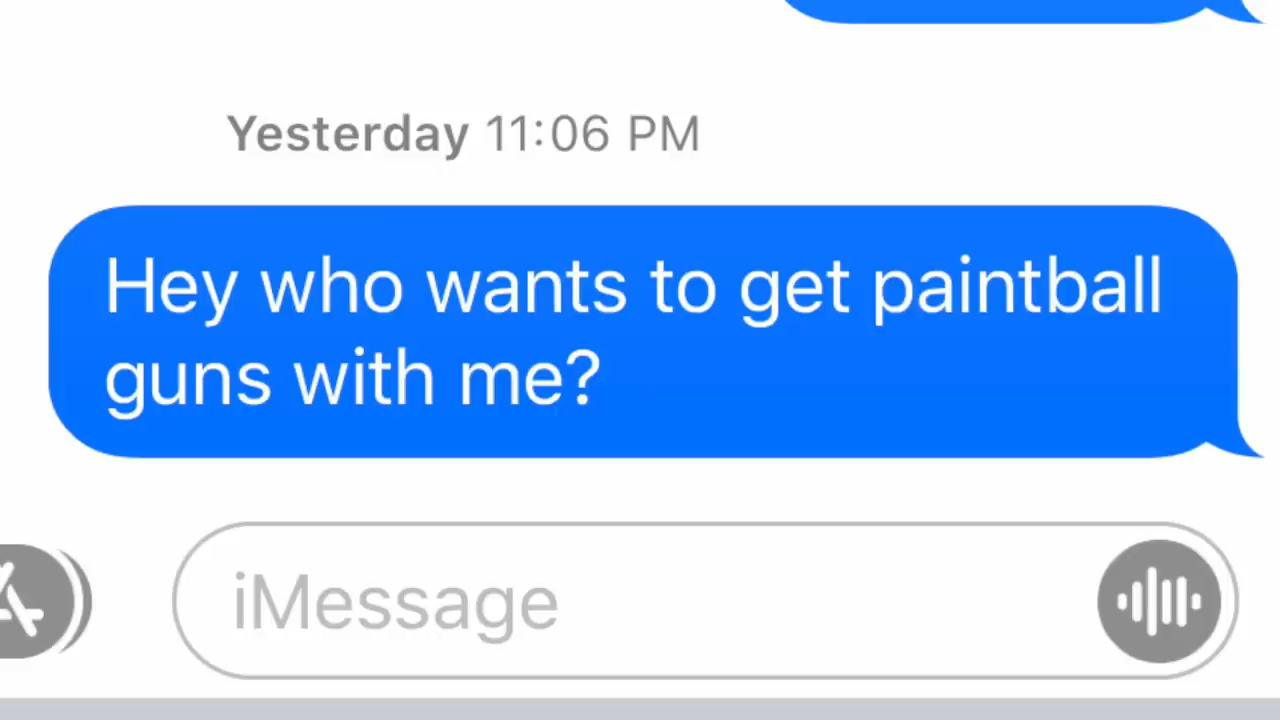 Yesterday 11:06 PM
Hey who wants to get paintball
guns with me?
iMessage